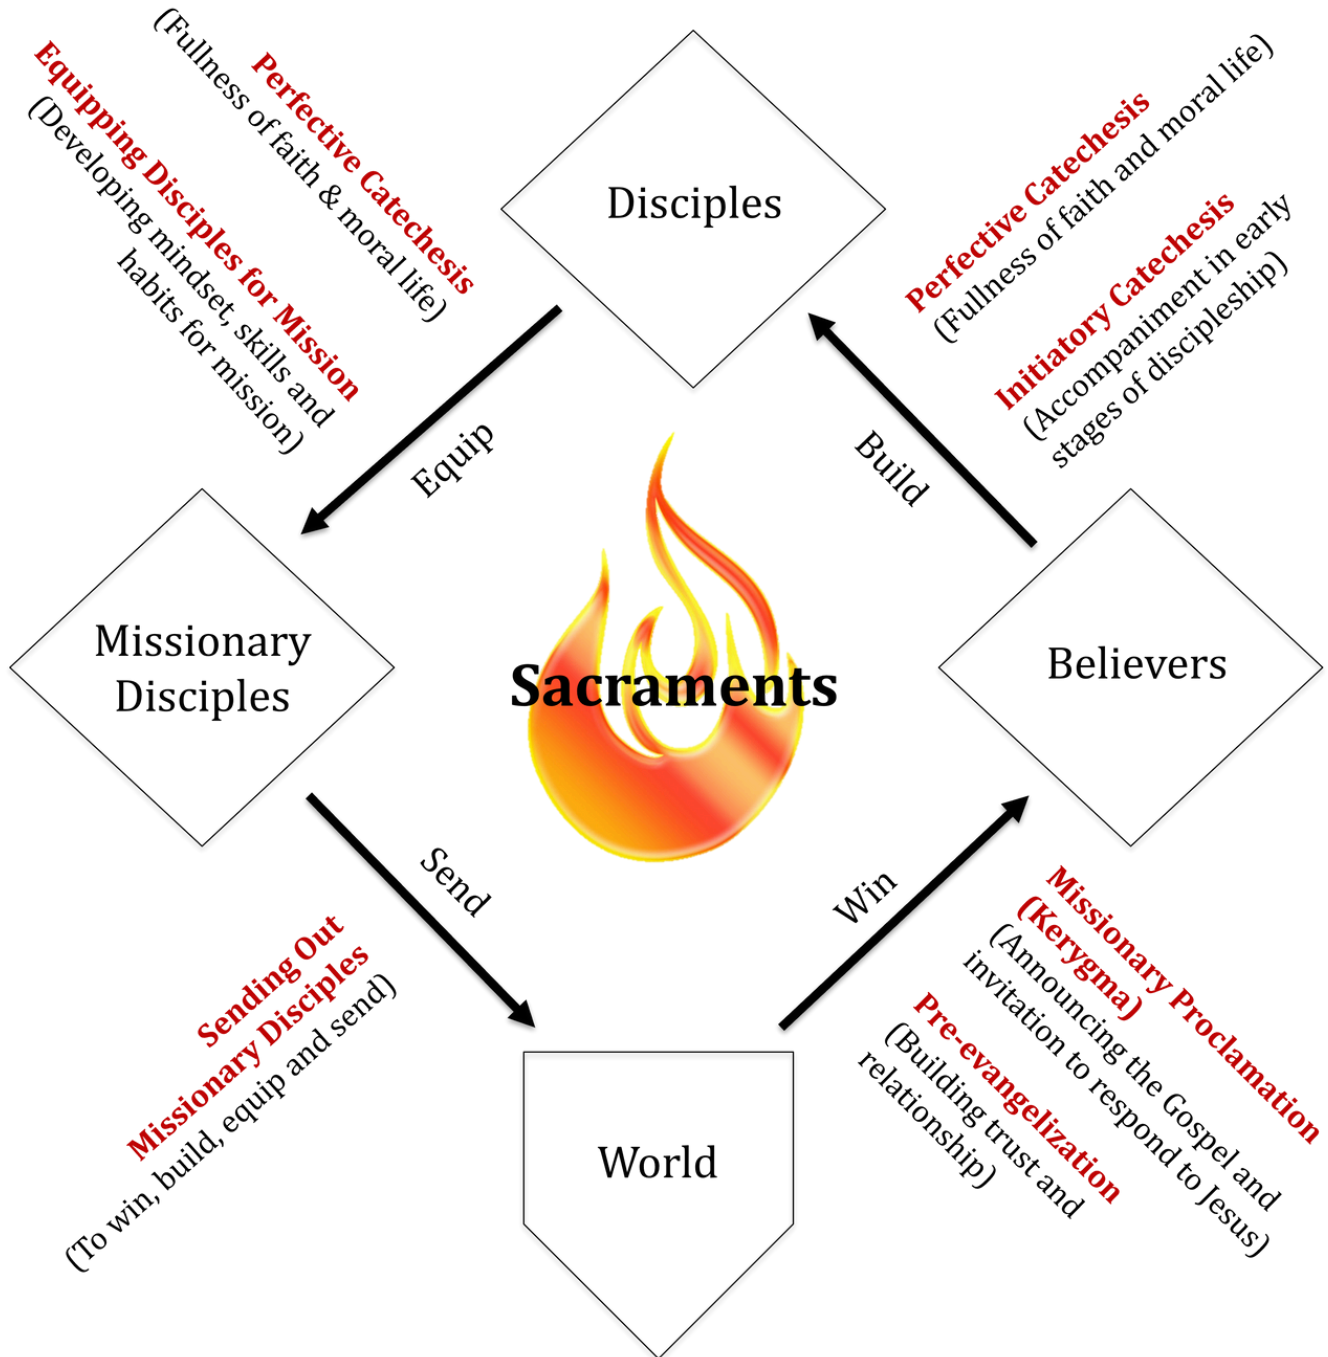 (Fullness of faith & moral life)
Perfective Catechesis
Equipping Disciples for Mission
(Developing mindset, skills and
habits for mission)
Disciples
Perfective Catechesis
(Fullness of faith and moral life)
Initiatory Catechesis
(Accompaniment in early
stages of discipleship)
Equip
Build
Missionary
Disciples
Sacraments
Believers
Send
Win
Sending Out
Missionary Disciples
(To win, build, equip and send)
World
Missionary Proclamation
(Kerygma)
(Announcing the Gospel and
invitation to respond to Jesus)
Pre-evangelization
(Building trust and
relationship)